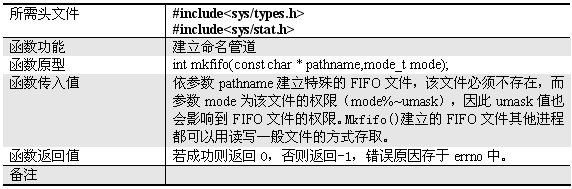 所需头文件 #include<sys/types.h>
#include<sys/stat.h>
函数功能 建立命名管道
函数原型 int mkfifo(const char * pathname,mode_t mode);
函数传入值 依参数 pathname 建立特殊的 FIFO 文件，该文件必须不存在，而
参数 mode 为该文件的权限（mode%~umask），因此 umask 值也
会影响到 FIFO 文件的权限。Mkfifo()建立的 FIFO 文件其他进程
都可以用读写一般文件的方式存取。
函数返回值 若成功则返回 0，否则返回-1，错误原因存于 errno 中。
备注